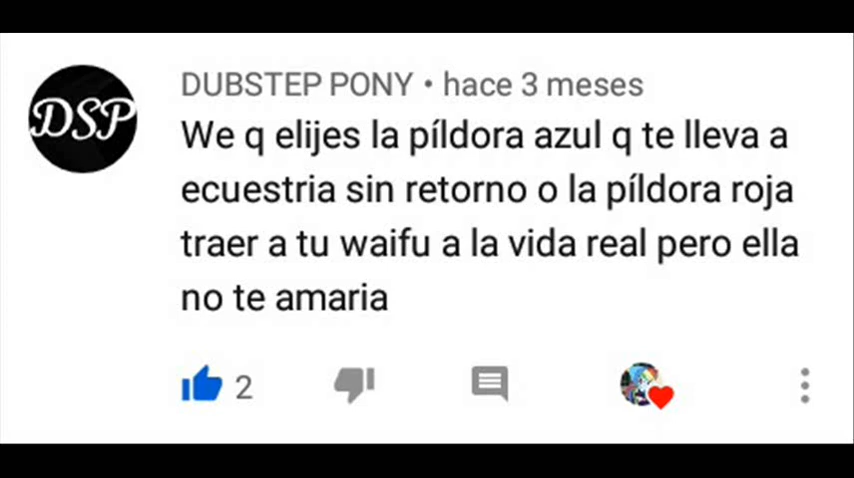 DSP
DUBSTEP PONY • hace 3 meses
We q elijes la píldora azul q te lleva a
ecuestria sin retorno o la píldora roja
traer a tu waifu a la vida real pero ella
no te amaria
2